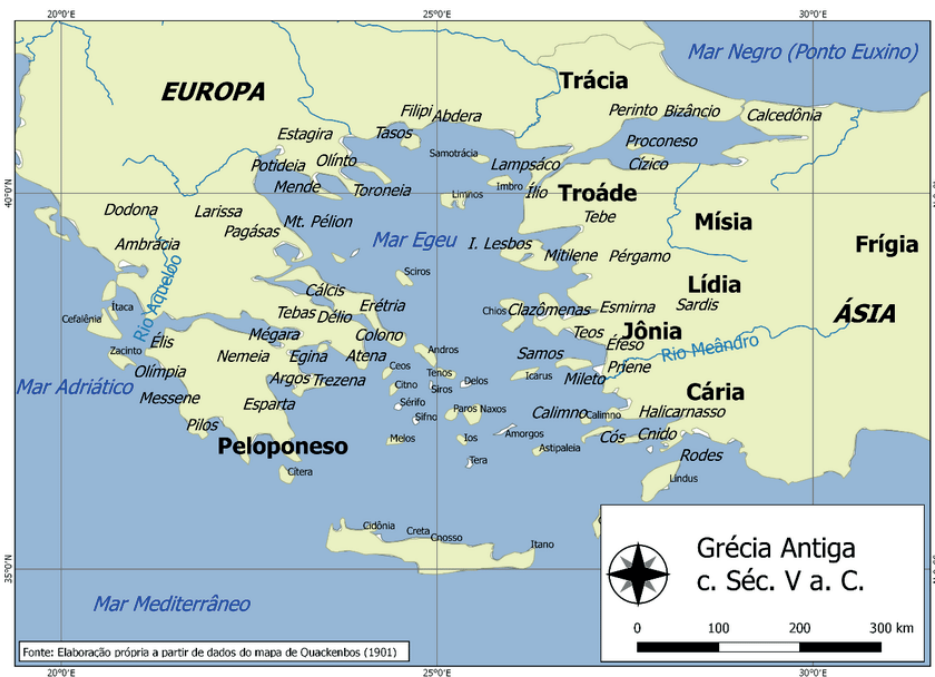 20°0'E
25°0'E
30°0'E
Mar Negro (Ponto Euxino)
Trácia
EUROPA
Filipi
Abdera
Perinto
Bizâncio
Calcedônia
Estagira
Tasos
Proconeso
Samotrácia
Potideia
Olínto
Lampsáco
Cízico
Mende
Toroneia
Imbro
Ílio
Limnos
Troáde
40°0'N
Dodona
Larissa
Mt. Pélion
Tebe
Mísia
Pagásas
Ambrácia
Mar Egeu
I. Lesbos
Frígia
Mitilene
Pérgamo
Sciros
Rio Aqueloo
Cálcis
Lídia
Ítaca
Cefalênia
Tebas
Délio
Erétria
Chios
Clazômenas
Esmirna
Sardis
ÁSIA
Mégara
Colono
Teos
Jônia
Élis
Zacinto
Nemeia
Egina
Atena
Andros
Samos
Éfeso
Rio Meândro
Olímpia
Ceos
Tenos
Priene
Mar Adriático
Argos
Trezena
Citno
Siros
Delos
Icarus
Mileto
Messene
Esparta
Sérifo
Sifno
Paros
Naxos
Calimno
Calimno
Halicarnasso
Cária
Pilos
Peloponeso
Melos
Ios
Amorgos
Astipaleia
Cós
Cnido
Tera
Rodes
Cítera
Lindus
Cidônia
Creta
Cnosso
Itano
35°0'N
Grécia Antiga
c. Séc. V a. C.
0 100 200 300 km
Mar Mediterrâneo
Fonte: Elaboração própria a partir de dados do mapa de Quackenbos (1901)
20°0'E
25°0'E
30°0'E